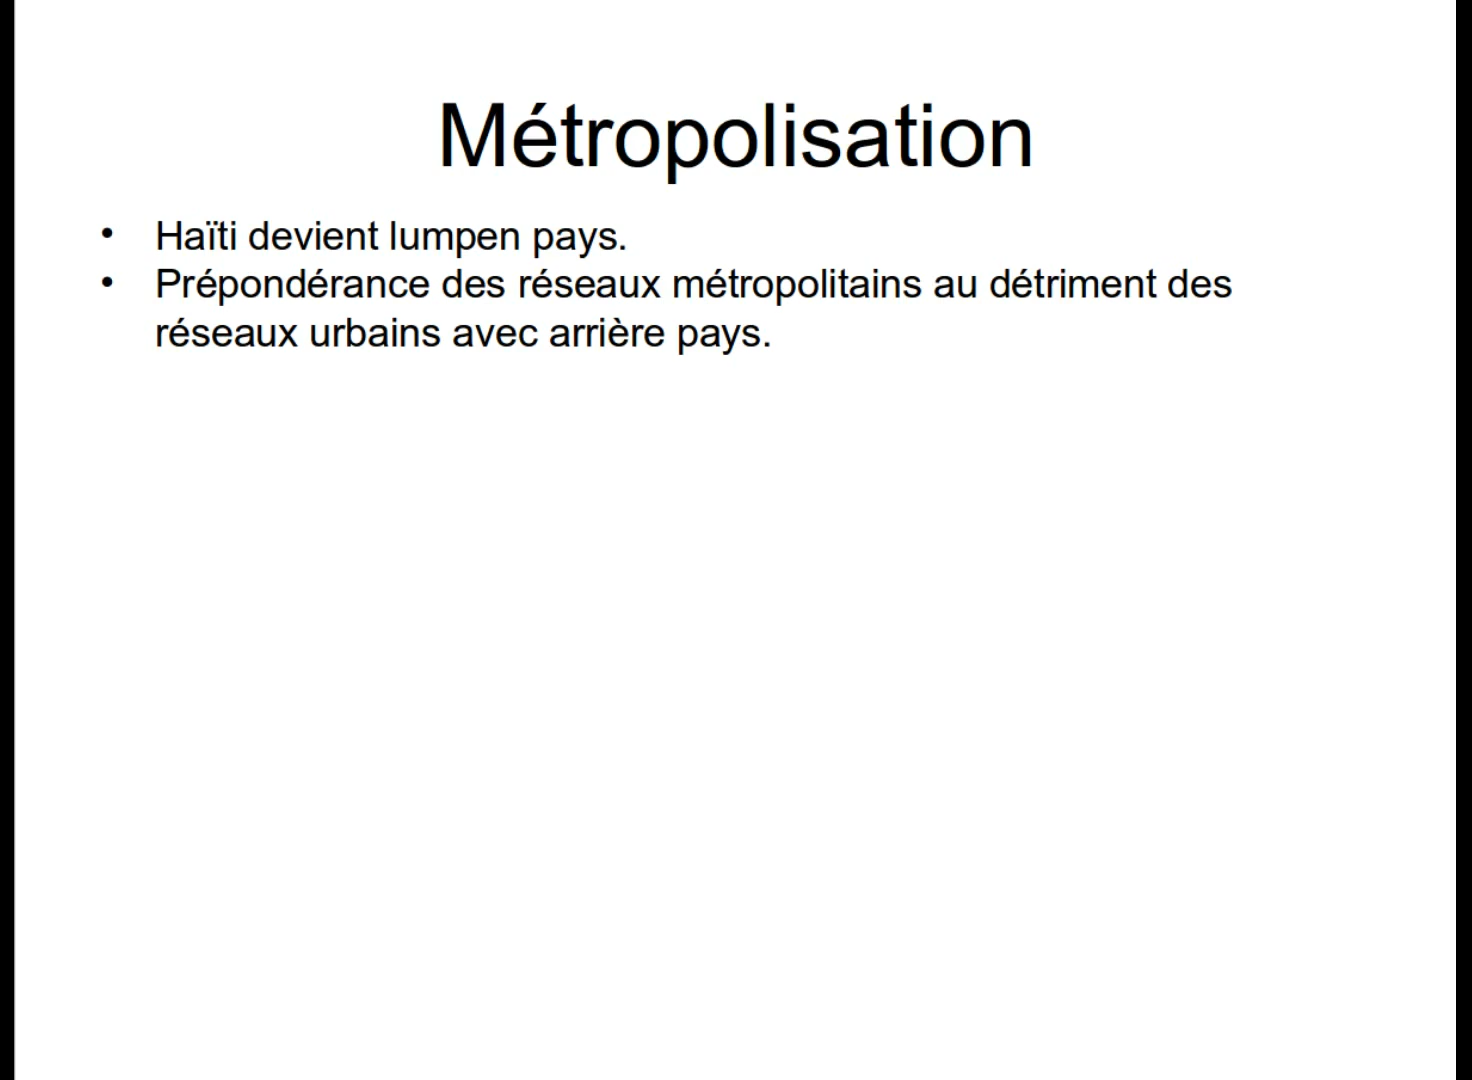 Métropolisation
• Haïti devient lumpen pays.
• Prépondérance des réseaux métropolitains au détriment des
réseaux urbains avec arrière pays.